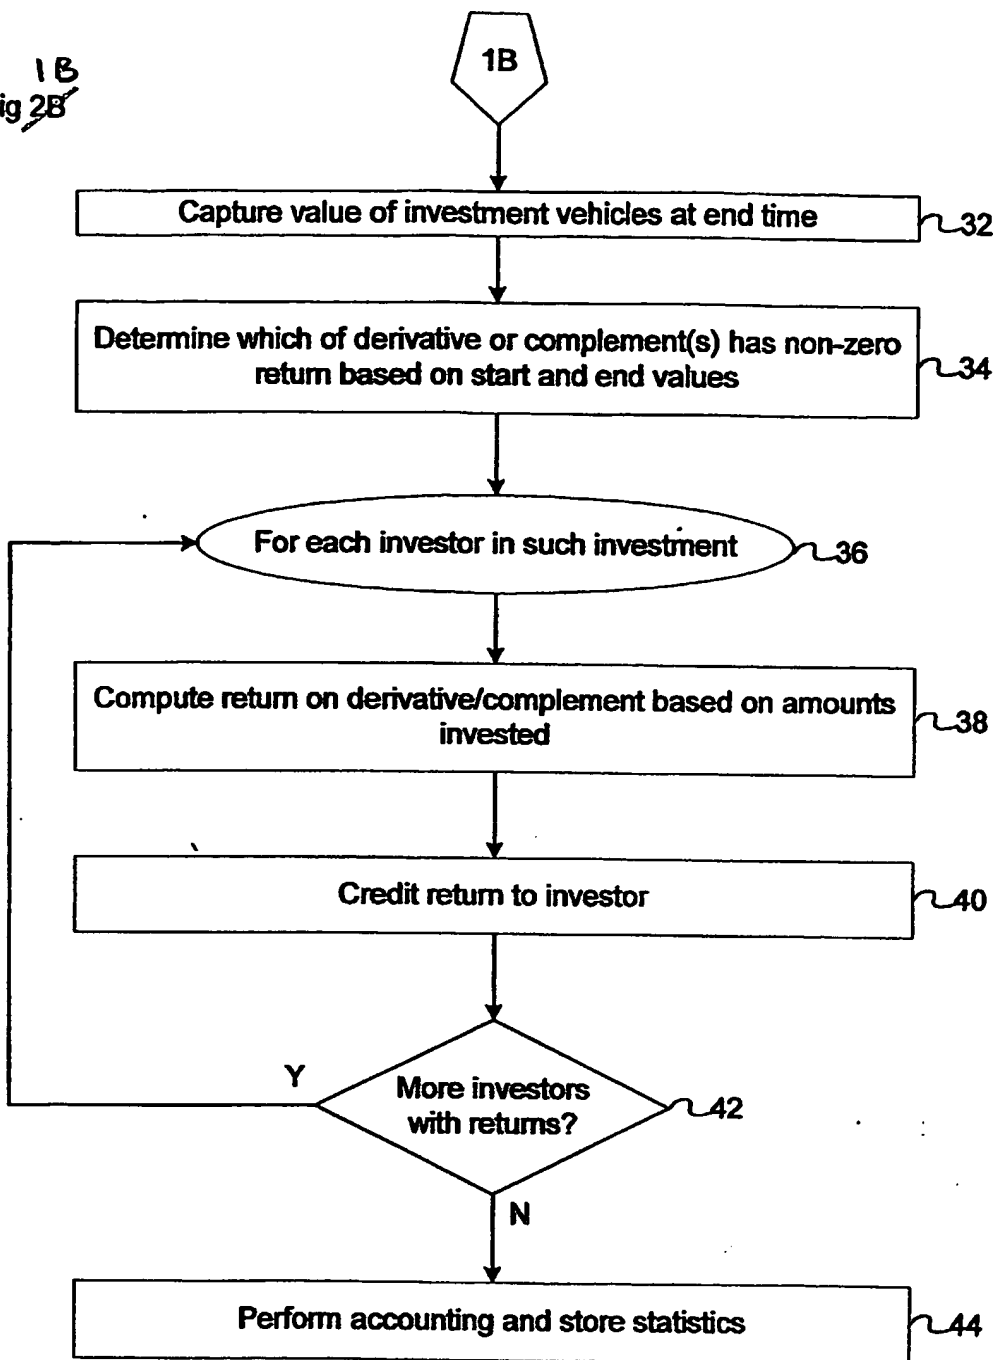 1B
1B
ig 2B
Capture value of investment vehicles at end time
32
Determine which of derivative or complement(s) has non-zero
return based on start and end values
34
For each investor in such investment
36
Compute return on derivative/complement based on amounts
invested
38
Credit return to investor
40
Y
More investors
with returns?
42
N
Perform accounting and store statistics
44